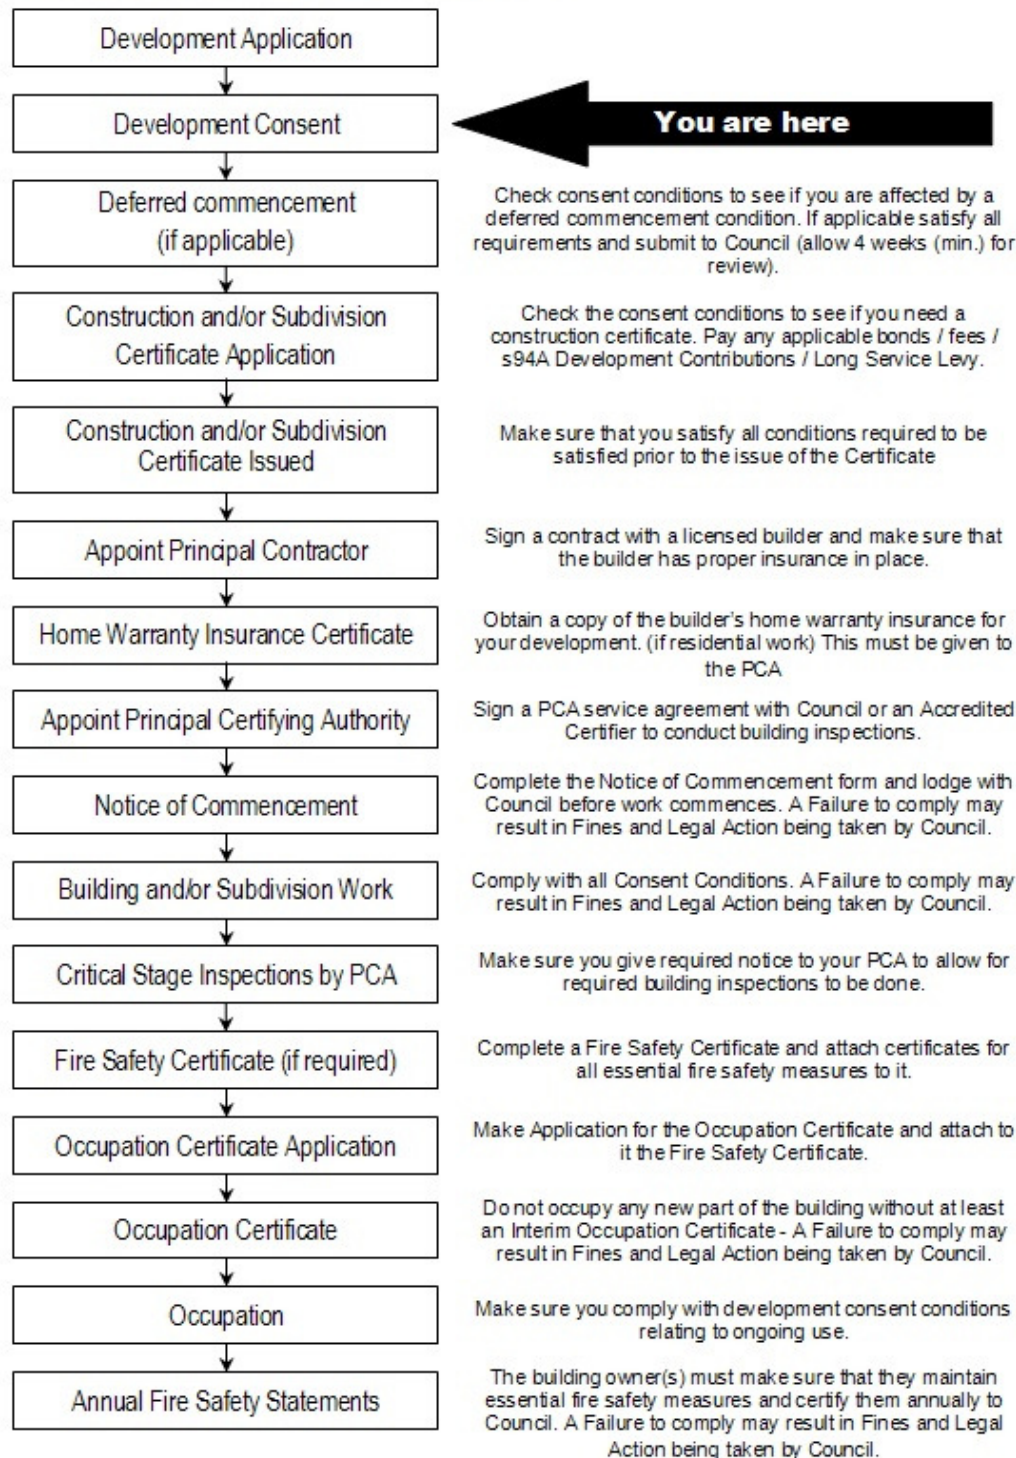 Development Application
Development Consent
You are here
Deferred commencement
(if applicable)
Check consent conditions to see if you are affected by a
deferred commencement condition. If applicable satisfy all
requirements and submit to Council (allow 4 weeks (min.) for
review).
Construction and/or Subdivision
Certificate Application
Check the consent conditions to see if you need a
construction certificate. Pay any applicable bonds / fees /
s94A Development Contributions / Long Service Levy.
Construction and/or Subdivision
Certificate Issued
Make sure that you satisfy all conditions required to be
satisfied prior to the issue of the Certificate
Appoint Principal Contractor
Sign a contract with a licensed builder and make sure that
the builder has proper insurance in place.
Home Warranty Insurance Certificate
Obtain a copy of the builder's home warranty insurance for
your development. (if residential work) This must be given to
the PCA
Appoint Principal Certifying Authority
Sign a PCA service agreement with Council or an Accredited
Certifier to conduct building inspections.
Notice of Commencement
Complete the Notice of Commencement form and lodge with
Council before work commences. A Failure to comply may
result in Fines and Legal Action being taken by Council.
Building and/or Subdivision Work
Comply with all Consent Conditions. A Failure to comply may
result in Fines and Legal Action being taken by Council.
Critical Stage Inspections by PCA
Make sure you give required notice to your PCA to allow for
required building inspections to be done.
Fire Safety Certificate (if required)
Complete a Fire Safety Certificate and attach certificates for
all essential fire safety measures to it.
Occupation Certificate Application
Make Application for the Occupation Certificate and attach to
it the Fire Safety Certificate.
Occupation Certificate
Do not occupy any new part of the building without at least
an Interim Occupation Certificate - A Failure to comply may
result in Fines and Legal Action being taken by Council.
Occupation
Make sure you comply with development consent conditions
relating to ongoing use.
Annual Fire Safety Statements
The building owner(s) must make sure that they maintain
essential fire safety measures and certify them annually to
Council. A Failure to comply may result in Fines and Legal
Action being taken by Council.